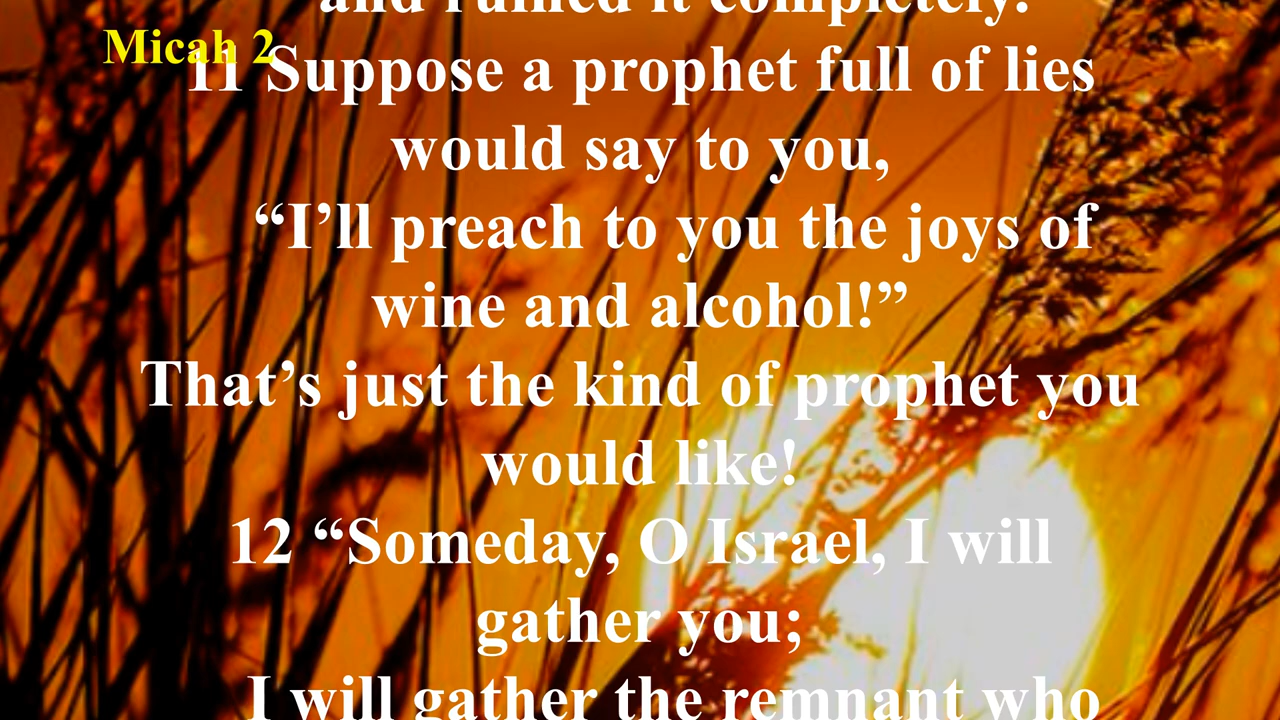 and ruined it completely.
Micah 2
11 Suppose a prophet full of lies
would say to you,
“I’ll preach to you the joys of
wine and alcohol!”
That’s just the kind of prophet you
would like!
12 “Someday, O Israel, I will
gather you;
I will gather the remnant who